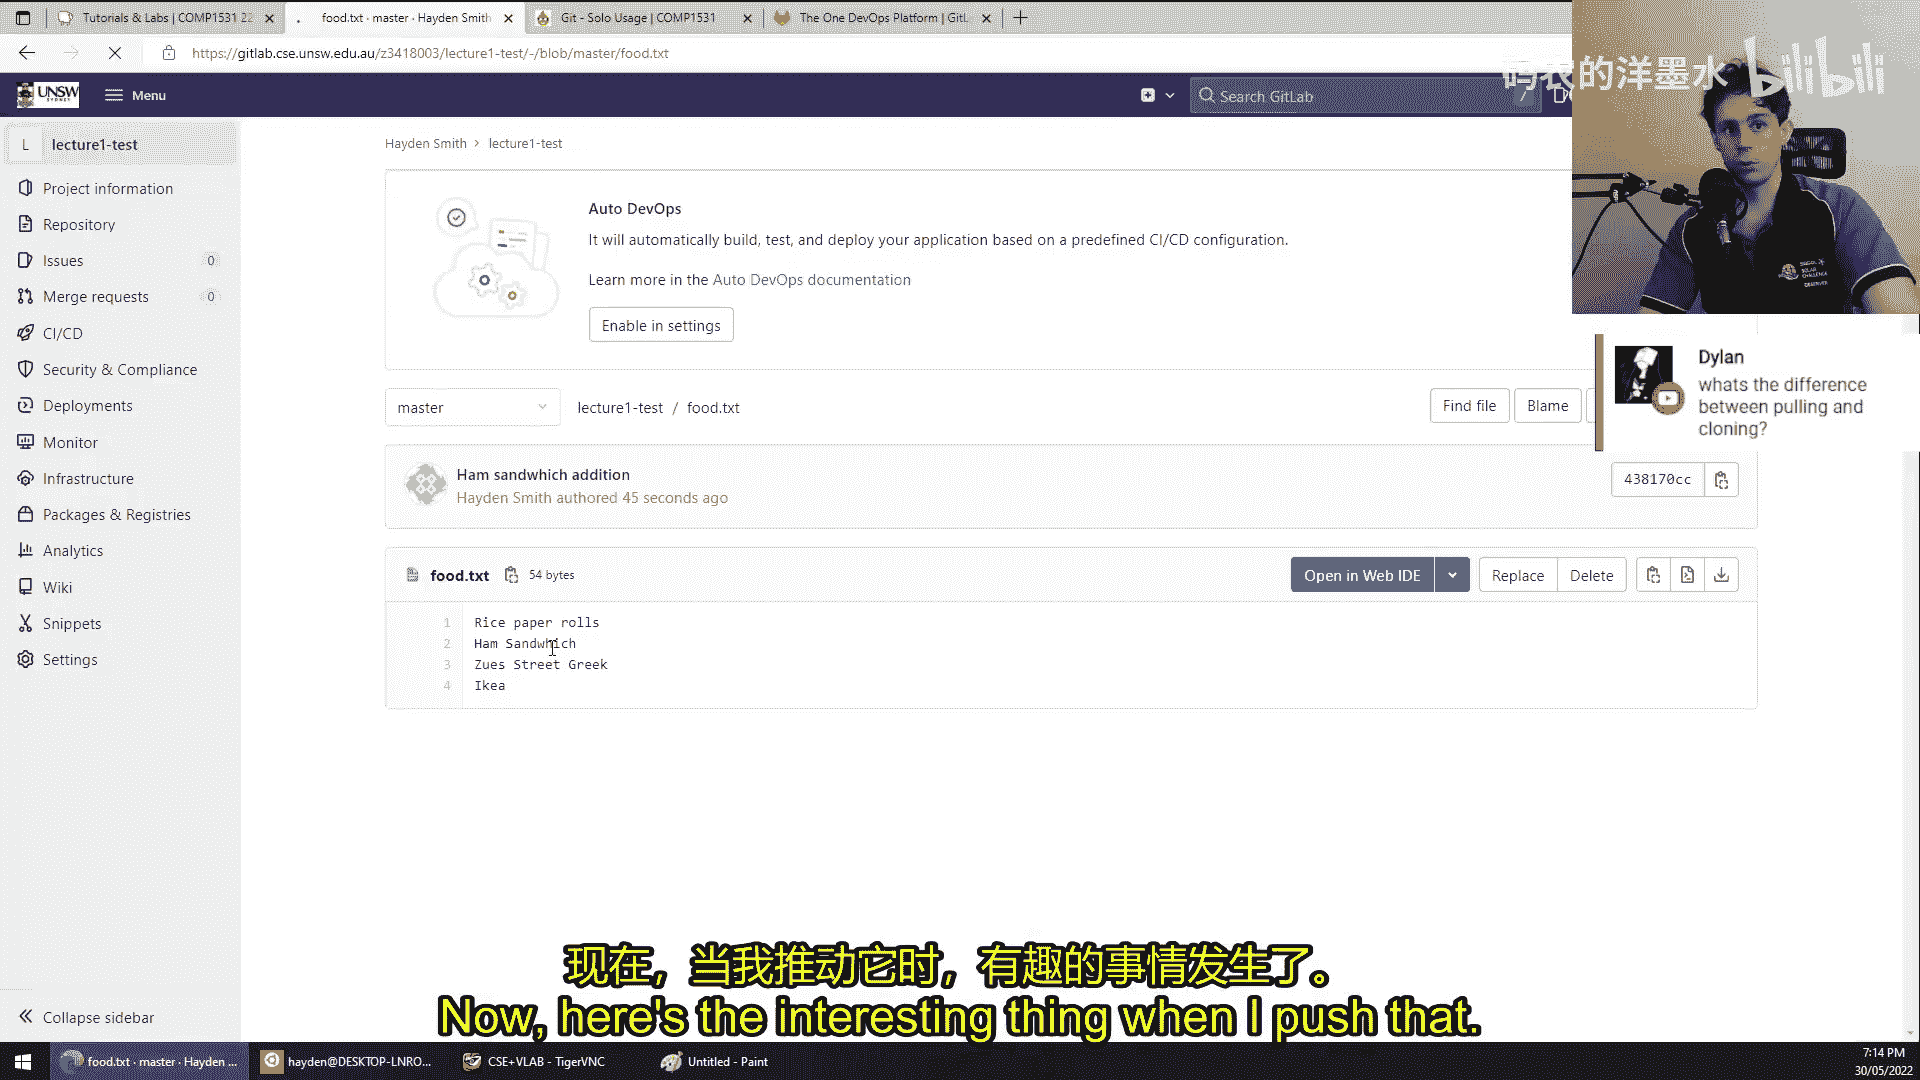 Tutorials & Labs | COMP1531 22
food.txt · master · Hayden Smith
Git - Solo Usage | COMP1531
The One DevOps Platform | GitL
https://gitlab.cse.unsw.edu.au/z3418003/lecture1-test/-/blob/master/food.txt
UNSW
SYDNEY
Menu
Search GitLab
/
码农的洋墨水 bilibili
L lecture1-test
Project information
Repository
Issues 0
Merge requests 0
CI/CD
Security & Compliance
Deployments
Monitor
Infrastructure
Packages & Registries
Analytics
Wiki
Snippets
Settings
Collapse sidebar
Hayden Smith > lecture1-test
Auto DevOps
It will automatically build, test, and deploy your application based on a predefined CI/CD configuration.
Learn more in the Auto DevOps documentation
Enable in settings
Dylan
whats the difference
between pulling and
cloning?
master
lecture1-test / food.txt
Find file
Blame
Ham sandwhich addition
Hayden Smith authored 45 seconds ago
438170cc
food.txt 54 bytes
Open in Web IDE
Replace
Delete
1 Rice paper rolls
2 Ham Sandwhich
3 Zues Street Greek
4 Ikea
现在，当我推动它时，有趣的事情发生了。
Now, here's the interesting thing when I push that.
food.txt · master · Hayden ...
hayden@DESKTOP-LNRO...
CSE+VLAB - TigerVNC
Untitled - Paint
7:14 PM
30/05/2022